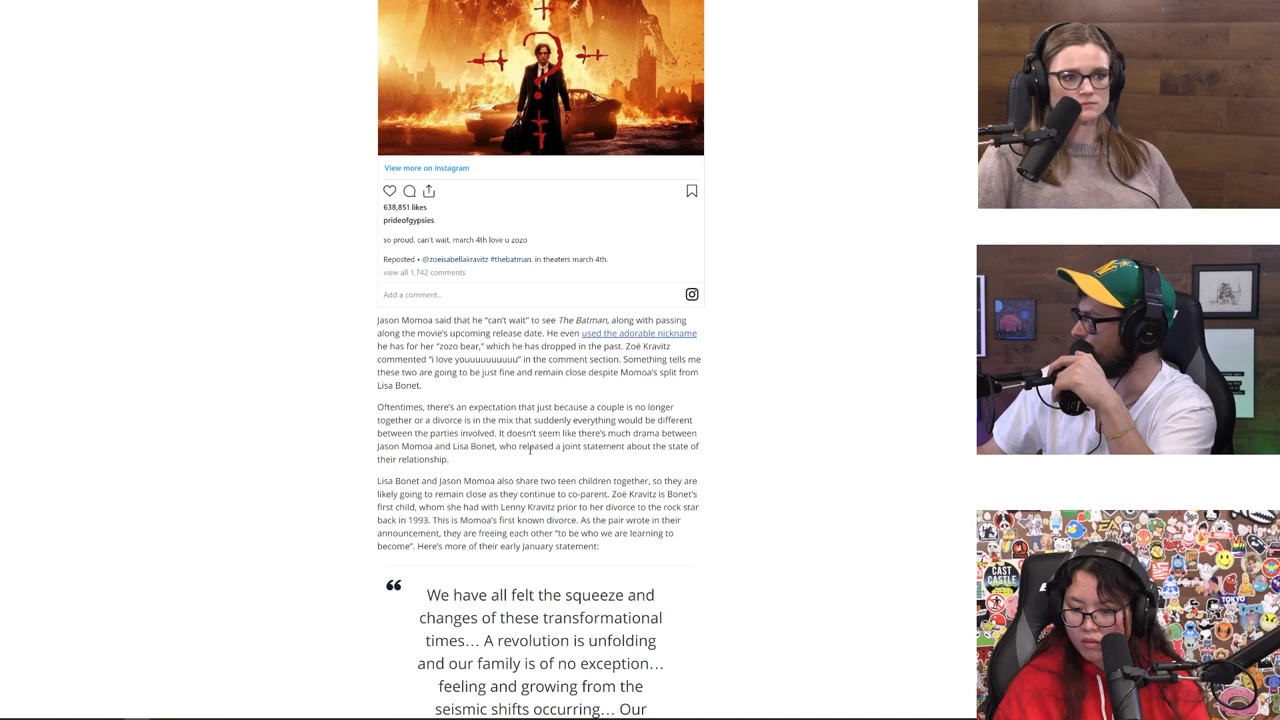 View more on Instagram
638,851 likes
prideofgypsies
so proud. can't wait. march 4th love u zozo
Reposted • @zoeisabellakravitz #thebatman. in theaters march 4th.
view all 1,742 comments
Add a comment...
Jason Momoa said that he “can’t wait” to see The Batman, along with passing
along the movie’s upcoming release date. He even used the adorable nickname
he has for her “zozo bear,” which he has dropped in the past. Zoë Kravitz
commented “i love youuuuuuuuuu” in the comment section. Something tells me
these two are going to be just fine and remain close despite Momoa’s split from
Lisa Bonet.
Oftentimes, there’s an expectation that just because a couple is no longer
together or a divorce is in the mix that suddenly everything would be different
between the parties involved. It doesn’t seem like there’s much drama between
Jason Momoa and Lisa Bonet, who released a joint statement about the state of
their relationship.
Lisa Bonet and Jason Momoa also share two teen children together, so they are
likely going to remain close as they continue to co-parent. Zoë Kravitz is Bonet’s
first child, whom she had with Lenny Kravitz prior to her divorce to the rock star
back in 1993. This is Momoa’s first known divorce. As the pair wrote in their
announcement, they are freeing each other “to be who we are learning to
become”. Here’s more of their early January statement:
“
We have all felt the squeeze and
changes of these transformational
times… A revolution is unfolding
and our family is of no exception…
feeling and growing from the
seismic shifts occurring… Our
CAST
CASTLE
TOKYO